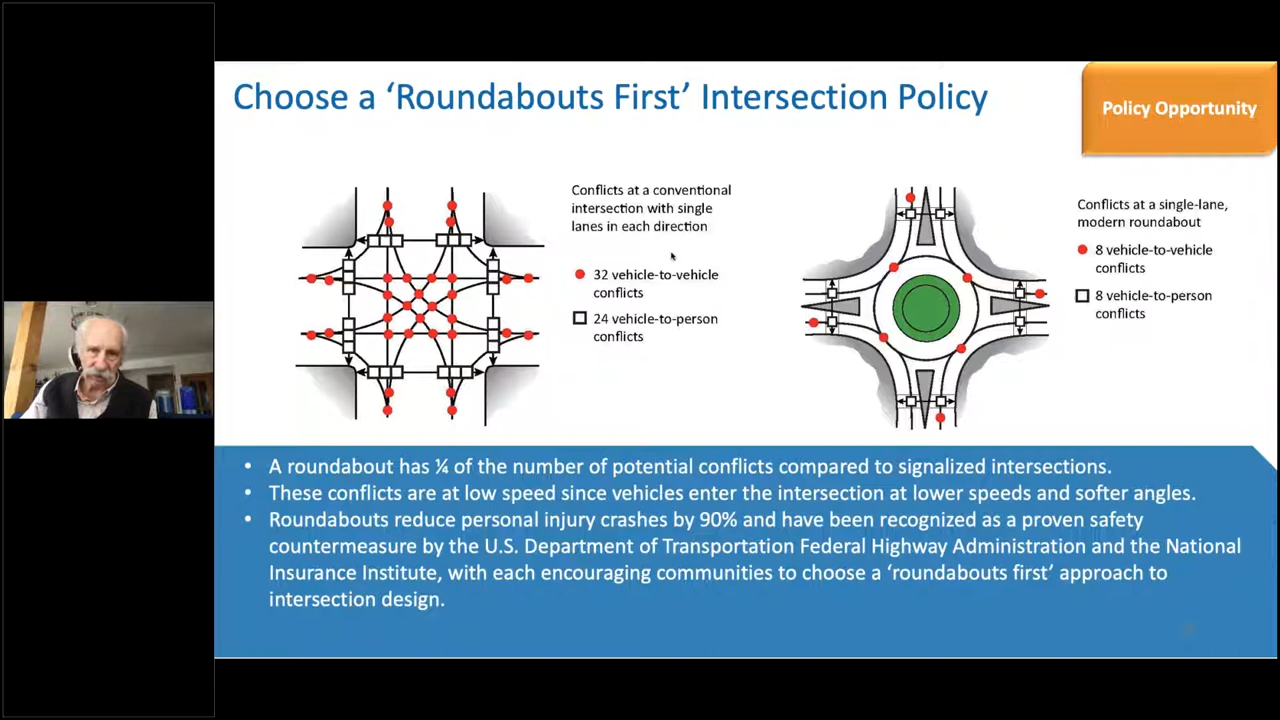 Choose a ‘Roundabouts First’ Intersection Policy
Policy Opportunity
Conflicts at a conventional
intersection with single
lanes in each direction
32 vehicle-to-vehicle
conflicts
24 vehicle-to-person
conflicts
Conflicts at a single-lane,
modern roundabout
8 vehicle-to-vehicle
conflicts
8 vehicle-to-person
conflicts
• A roundabout has ¼ of the number of potential conflicts compared to signalized intersections.
• These conflicts are at low speed since vehicles enter the intersection at lower speeds and softer angles.
• Roundabouts reduce personal injury crashes by 90% and have been recognized as a proven safety
countermeasure by the U.S. Department of Transportation Federal Highway Administration and the National
Insurance Institute, with each encouraging communities to choose a ‘roundabouts first’ approach to
intersection design.